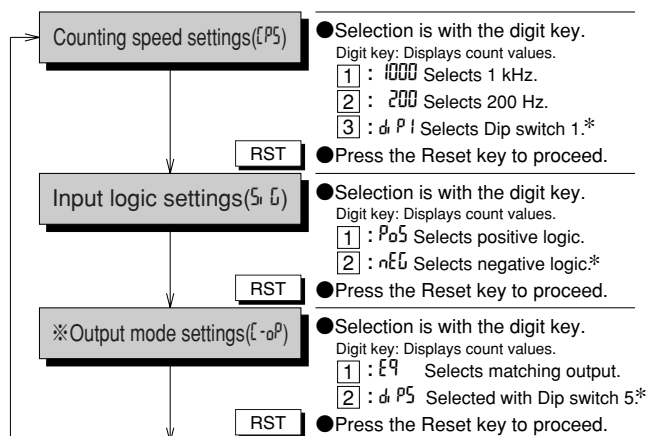 Counting speed settings(CPS)
●Selection is with the digit key.
Digit key: Displays count values.
1 : 1000 Selects 1 kHz.
2 : 200 Selects 200 Hz.
3 : diP1 Selects Dip switch 1.*
RST ●Press the Reset key to proceed.
Input logic settings(SiG)
●Selection is with the digit key.
Digit key: Displays count values.
1 : PoS Selects positive logic.
2 : nEG Selects negative logic.*
RST ●Press the Reset key to proceed.
※Output mode settings(C-oP)
●Selection is with the digit key.
Digit key: Displays count values.
1 : Eq Selects matching output.
2 : diP5 Selected with Dip switch 5.*
RST ●Press the Reset key to proceed.